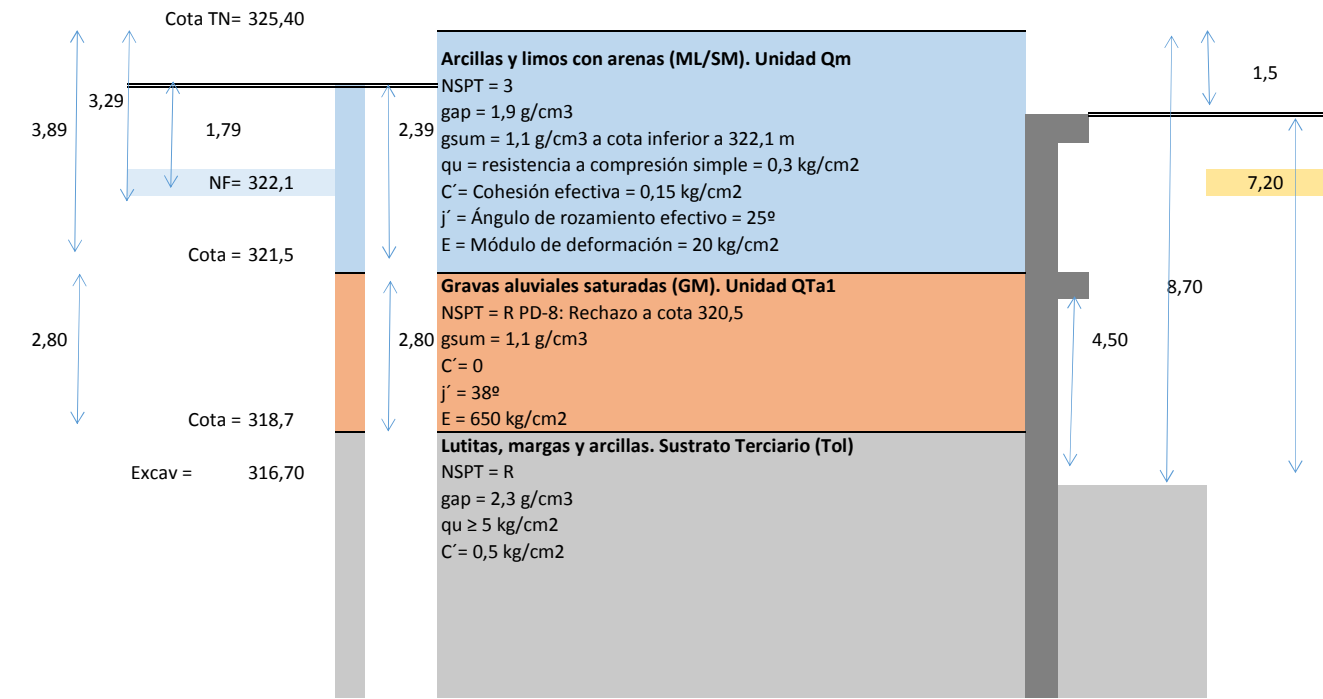 Cota TN= 325,40
Arcillas y limos con arenas (ML/SM). Unidad Qm
NSPT = 3
gap = 1,9 g/cm3
gsum = 1,1 g/cm3 a cota inferior a 322,1 m
qu = resistencia a compresión simple = 0,3 kg/cm2
C´= Cohesión efectiva = 0,15 kg/cm2
j´ = Ángulo de rozamiento efectivo = 25º
E = Módulo de deformación = 20 kg/cm2
1,5
3,29
3,89
1,79
2,39
NF= 322,1
7,20
Cota = 321,5
Gravas aluviales saturadas (GM). Unidad QTa1
NSPT = R PD-8: Rechazo a cota 320,5
gsum = 1,1 g/cm3
C´= 0
j´ = 38º
E = 650 kg/cm2
8,70
2,80
2,80
4,50
Cota = 318,7
Lutitas, margas y arcillas. Sustrato Terciario (Tol)
NSPT = R
gap = 2,3 g/cm3
qu ≥ 5 kg/cm2
C´= 0,5 kg/cm2
Excav = 316,70